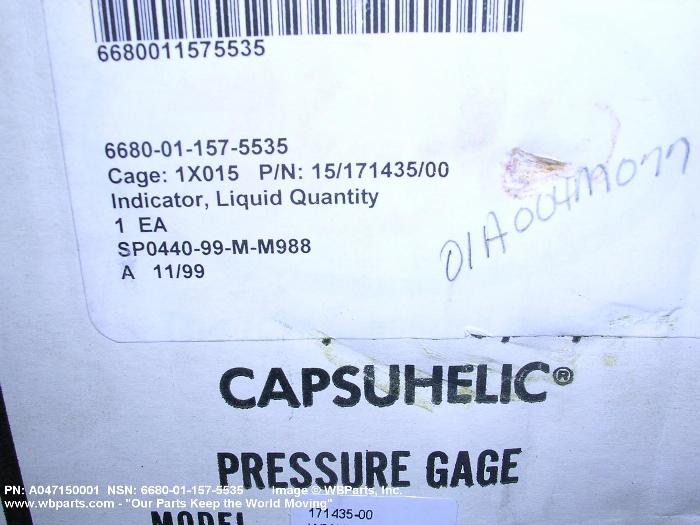 6680011575535
6680-01-157-5535
Cage: 1X015 P/N: 15/171435/00
Indicator, Liquid Quantity
1 EA
SP0440-99-M-M988
A 11/99
01A004M077
CAPSUHELIC®
PRESSURE GAGE
MODEL
171435-00
PN: A047150001 NSN: 6680-01-157-5535 Image © WBParts, Inc.
www.wbparts.com - "Our Parts Keep the World Moving"